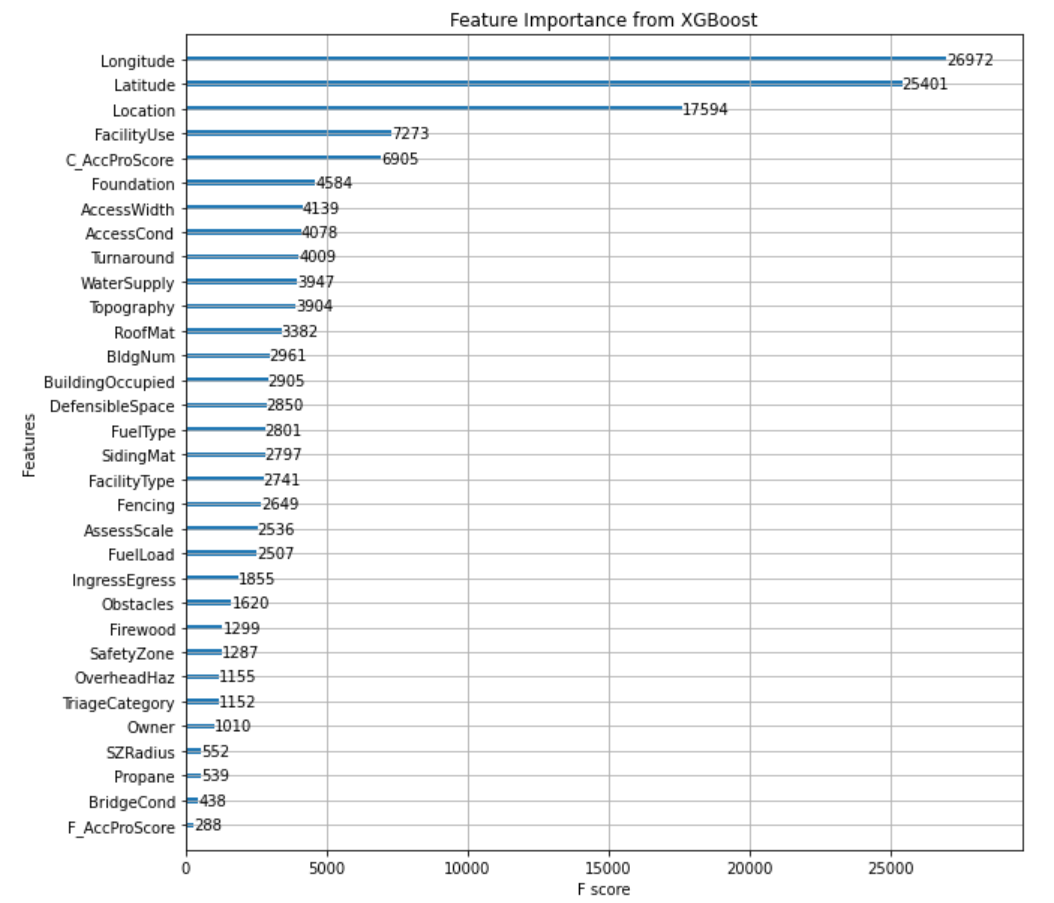 Feature Importance from XGBoost
Longitude 26972
Latitude 25401
Location 17594
FacilityUse 7273
C_AccProScore 6905
Foundation 4584
AccessWidth 4139
AccessCond 4078
Turnaround 4009
WaterSupply 3947
Topography 3904
RoofMat 3382
BldgNum 2961
BuildingOccupied 2905
DefensibleSpace 2850
FuelType 2801
SidingMat 2797
FacilityType 2741
Fencing 2649
AssessScale 2536
FuelLoad 2507
IngressEgress 1855
Obstacles 1620
Firewood 1299
SafetyZone 1287
OverheadHaz 1155
TriageCategory 1152
Owner 1010
SZRadius 552
Propane 539
BridgeCond 438
F_AccProScore 288
Features
0 5000 10000 15000 20000 25000
F score